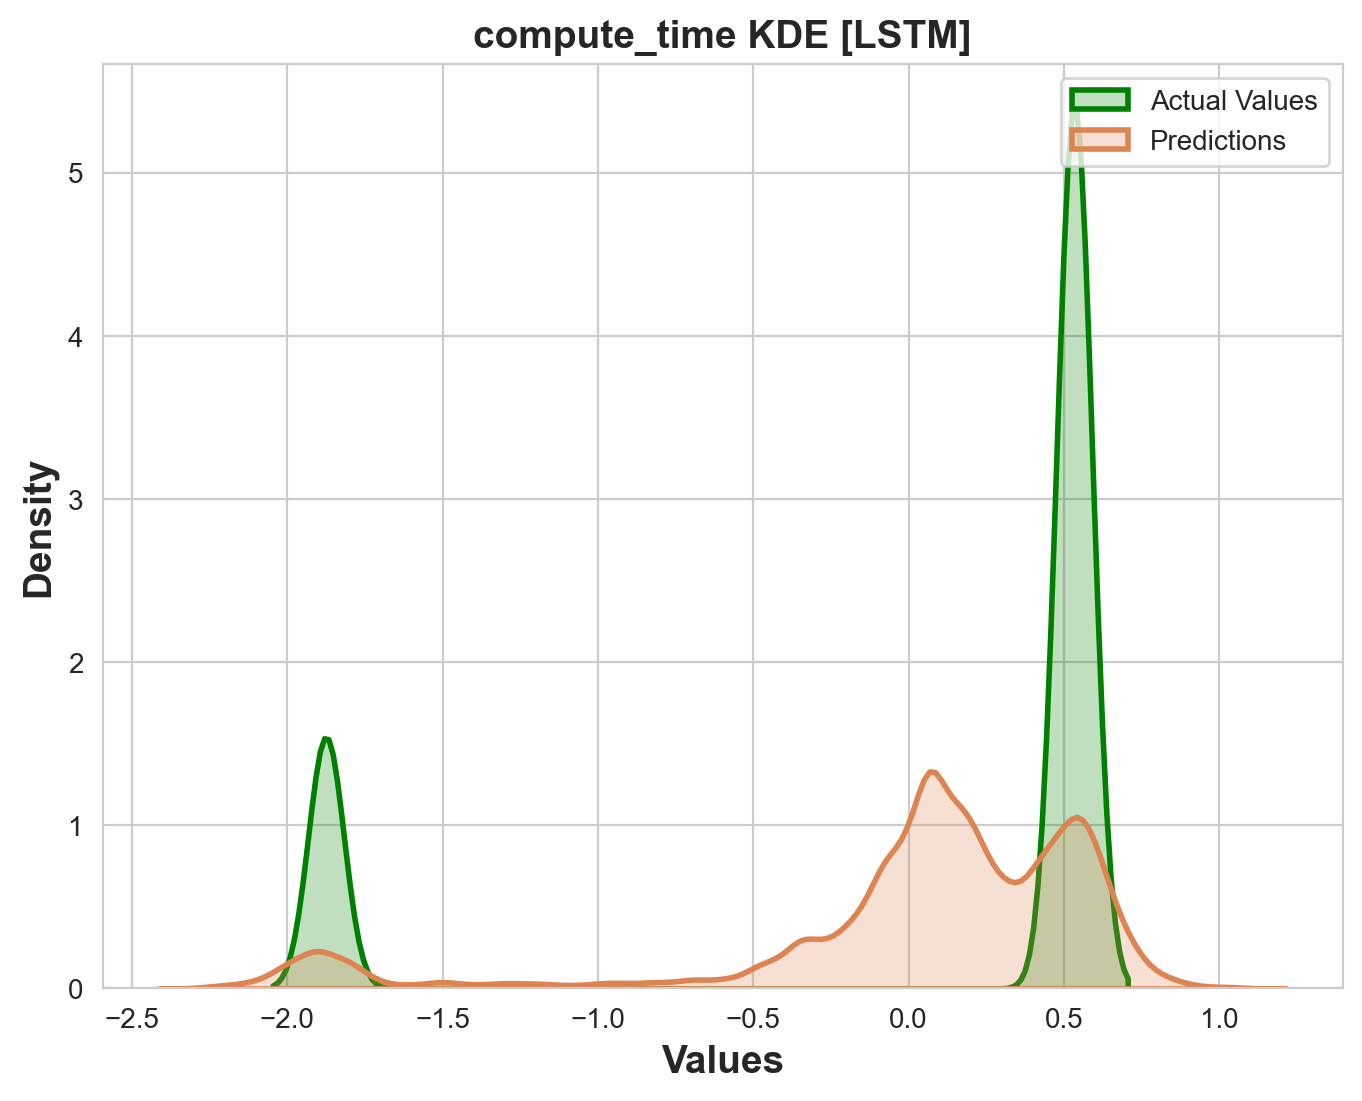 compute_time KDE [LSTM]
Actual Values
Predictions
Density
5
4
3
2
1
0
−2.5 −2.0 −1.5 −1.0 −0.5 0.0 0.5 1.0
Values